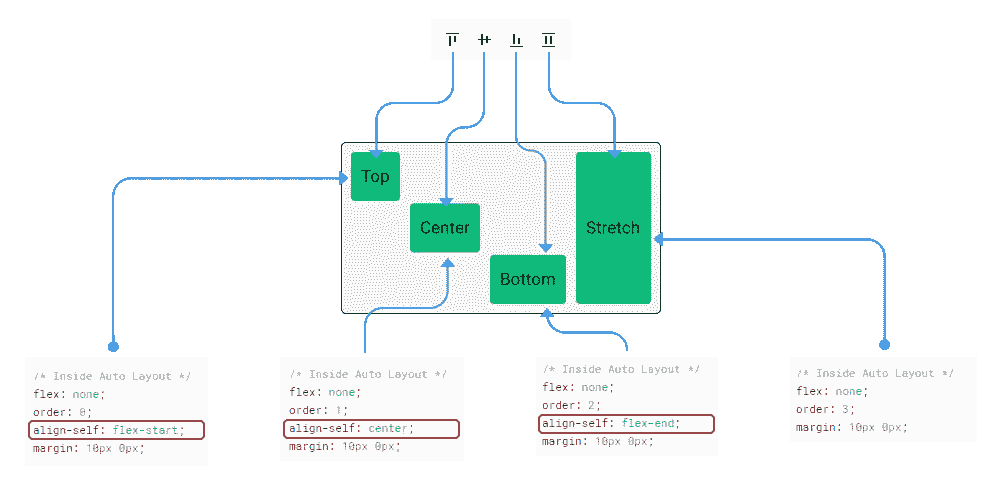 Top
Center
Bottom
Stretch
/* Inside Auto Layout */
flex: none;
order: 0;
align-self: flex-start;
margin: 10px 0px;
/* Inside Auto Layout */
flex: none;
order: 1;
align-self: center;
margin: 10px 0px;
/* Inside Auto Layout */
flex: none;
order: 2;
align-self: flex-end;
margin: 10px 0px;
/* Inside Auto Layout */
flex: none;
order: 3;
margin: 10px 0px;